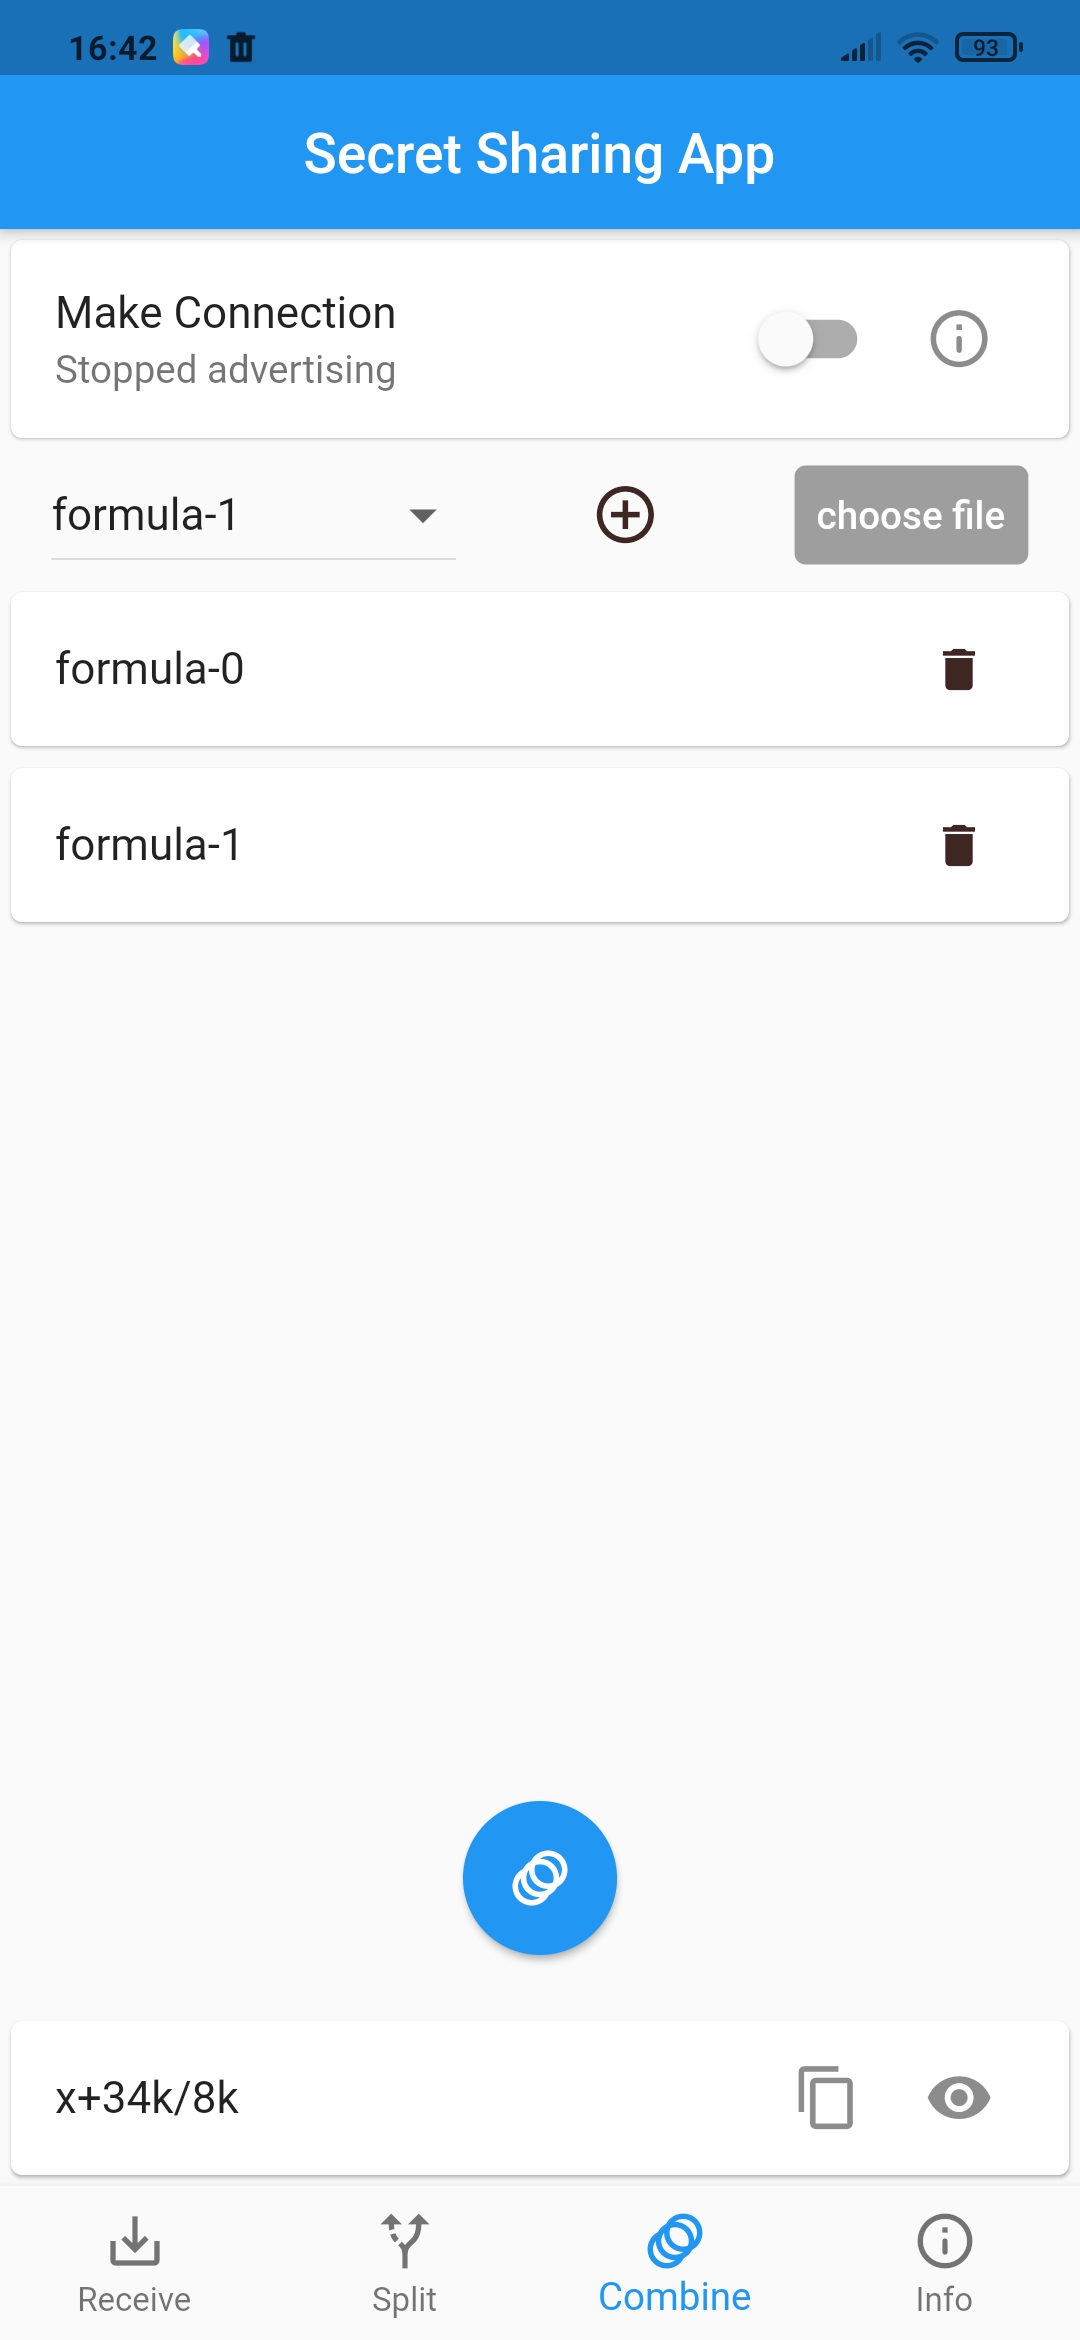 16:42
93
Secret Sharing App
Make Connection
Stopped advertising
formula-1
choose file
formula-0
formula-1
x+34k/8k
Receive
Split
Combine
Info